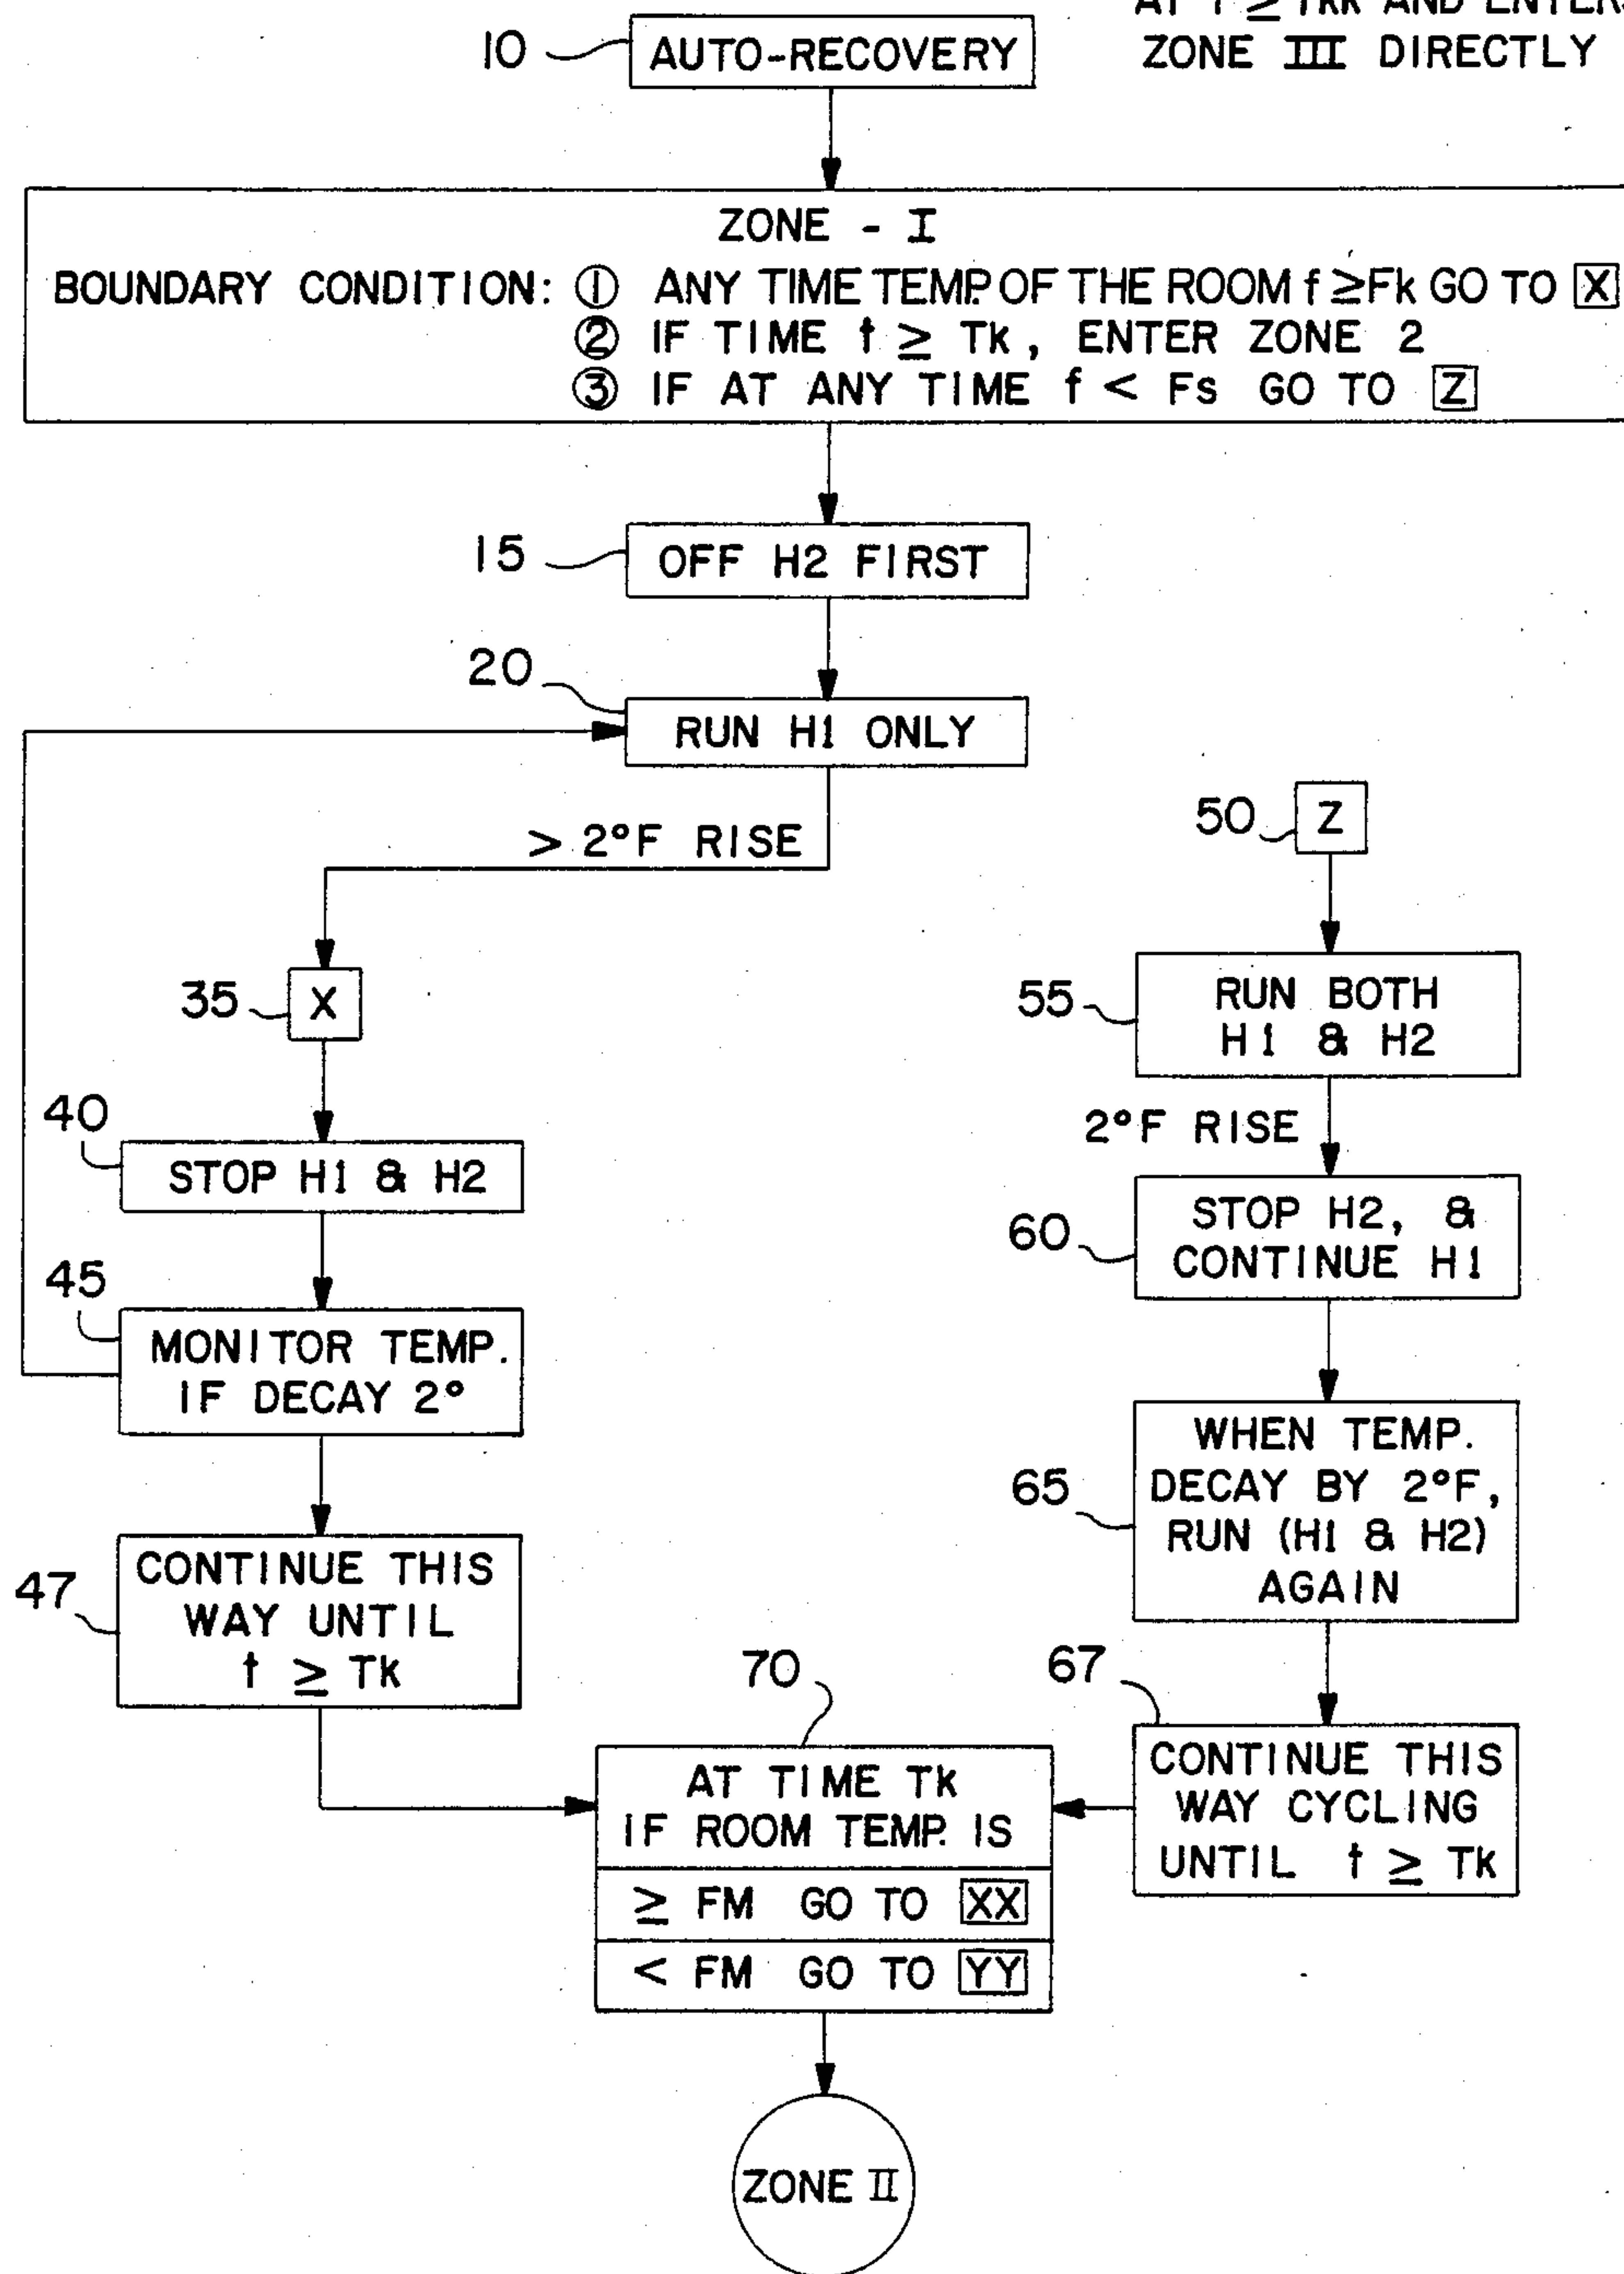 AT t ≥ TKK AND ENTERS
ZONE III DIRECTLY
10
AUTO-RECOVERY
ZONE - I
BOUNDARY CONDITION: ① ANY TIME TEMP. OF THE ROOM f ≥ Fk GO TO X
② IF TIME t ≥ Tk, ENTER ZONE 2
③ IF AT ANY TIME f < Fs GO TO Z
15
OFF H2 FIRST
20
RUN H1 ONLY
> 2°F RISE
35
X
40
STOP H1 & H2
45
MONITOR TEMP.
IF DECAY 2°
47
CONTINUE THIS
WAY UNTIL
t ≥ TK
50
Z
55
RUN BOTH
H1 & H2
2°F RISE
60
STOP H2, &
CONTINUE H1
65
WHEN TEMP.
DECAY BY 2°F,
RUN (H1 & H2)
AGAIN
67
CONTINUE THIS
WAY CYCLING
UNTIL t ≥ TK
70
AT TIME TK
IF ROOM TEMP. IS
≥ FM GO TO XX
< FM GO TO YY
ZONE II